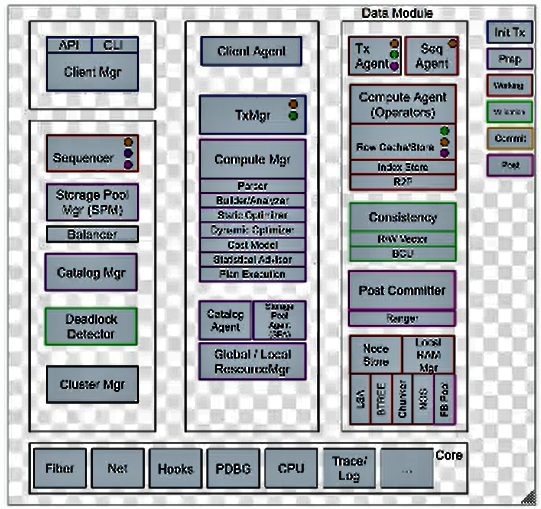 Data Module
API CLI
Client Mgr
Sequencer
Storage Pool
Mgr (SPM)
Balancer
Catalog Mgr
Deadlock
Detector
Cluster Mgr
Client Agent
TxMgr
Compute Mgr
Parser
Builder/Analyzer
Static Optimizer
Dynamic Optimizer
Cost Model
Statistical Advisor
Plan Execution
Catalog
Agent
Storage
Pool
Agent
(SPA)
Global / Local
ResourceMgr
Tx
Agent
Seq
Agent
Compute Agent
(Operators)
Row Cache/Store
Index Store
R2P
Consistency
R/W Vector
Post Committer
Ranger
Node
Store
Local
RAM
Mgr
LSA
BTREE
Chunker
FB Pool
Init Tx
Prep
Working
Commit
Post
Core
Fiber
Net
Hooks
PDBG
CPU
Trace/
Log
...